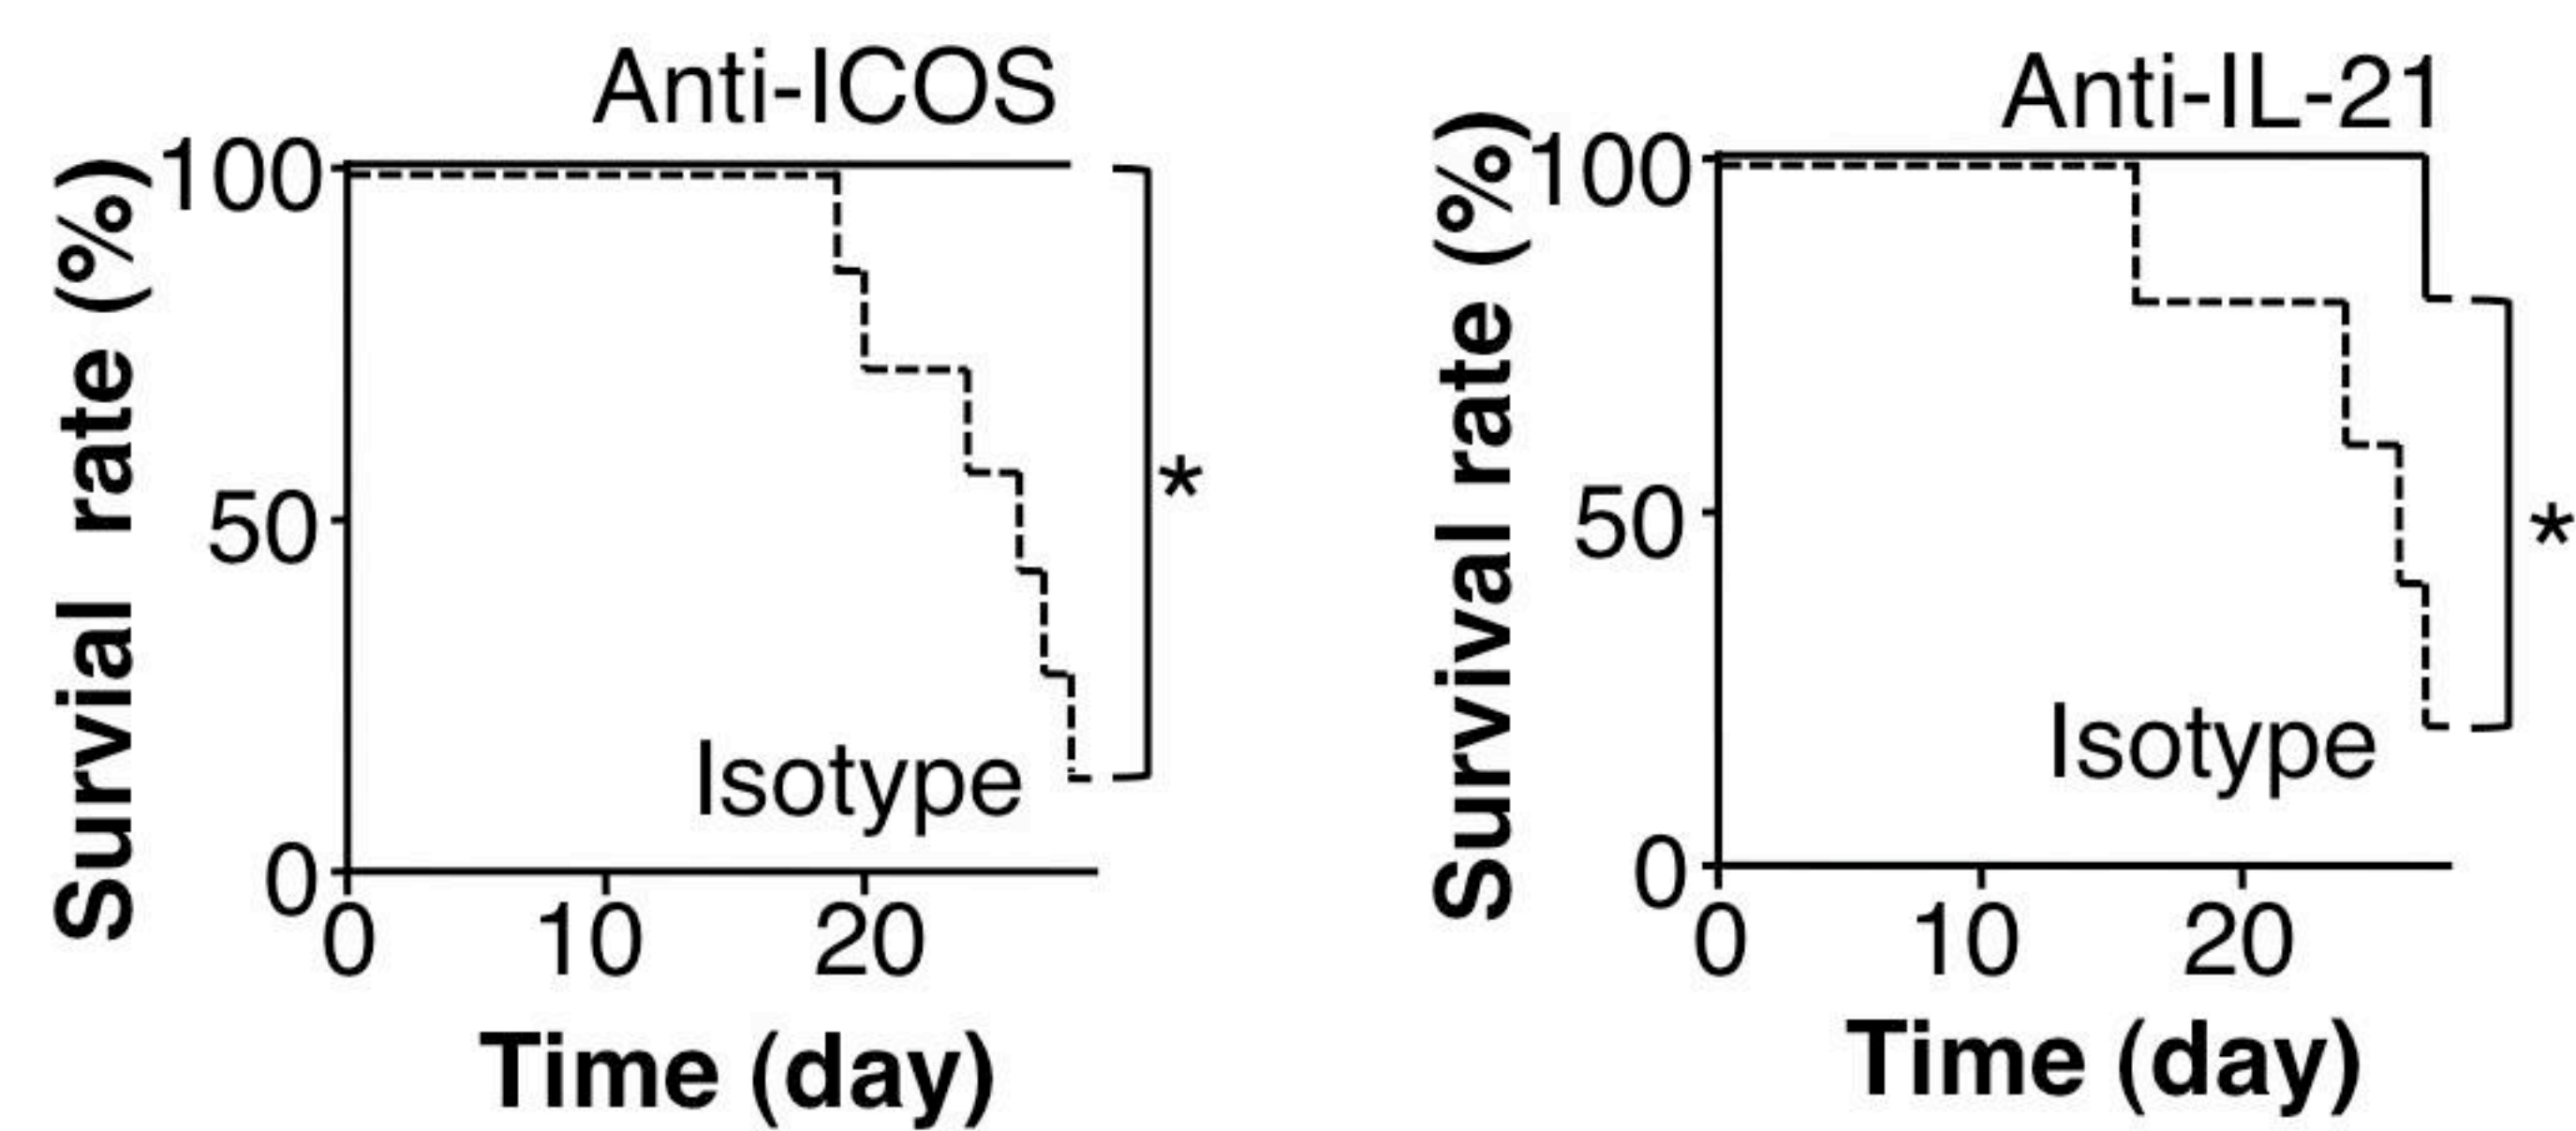 Anti-ICOS
Survial rate (%)
100
50
0
Isotype
*
0 10 20
Time (day)
Anti-IL-21
Survival rate (%)
100
50
0
Isotype
*
0 10 20
Time (day)